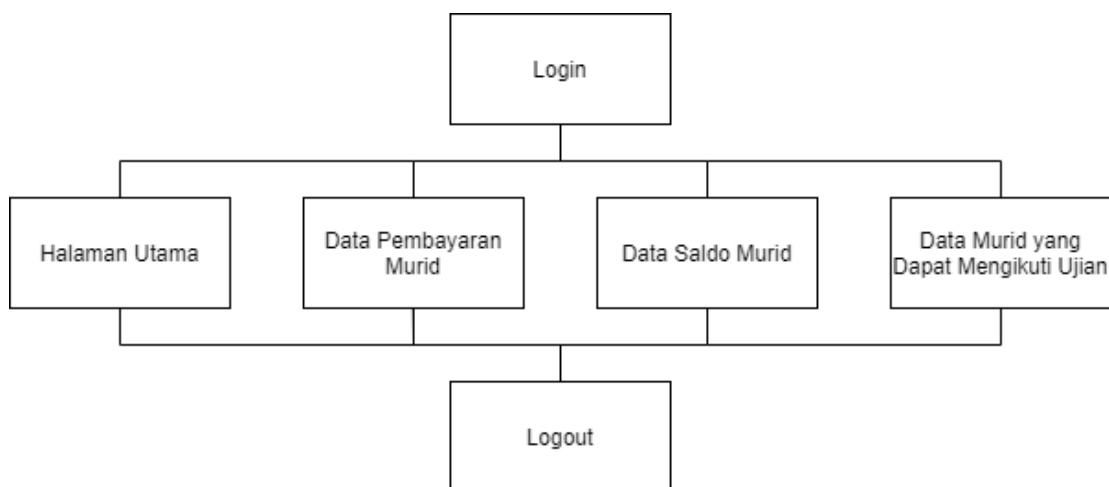 Login
Halaman Utama
Data Pembayaran
Murid
Data Saldo Murid
Data Murid yang
Dapat Mengikuti Ujian
Logout